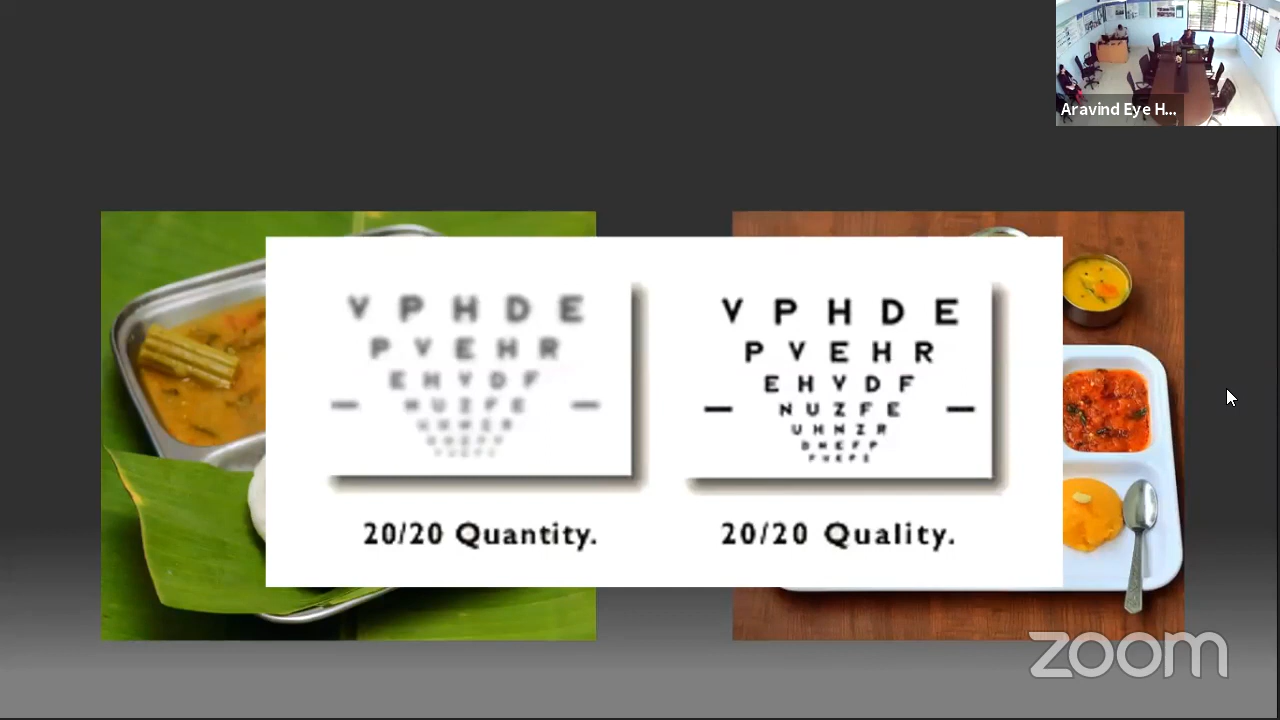 Aravind Eye H...
V P H D E
P V E H R
E H V D F
N U Z F E
20/20 Quantity.
V P H D E
P V E H R
E H V D F
N U Z F E
U H N Z R
20/20 Quality.
zoom